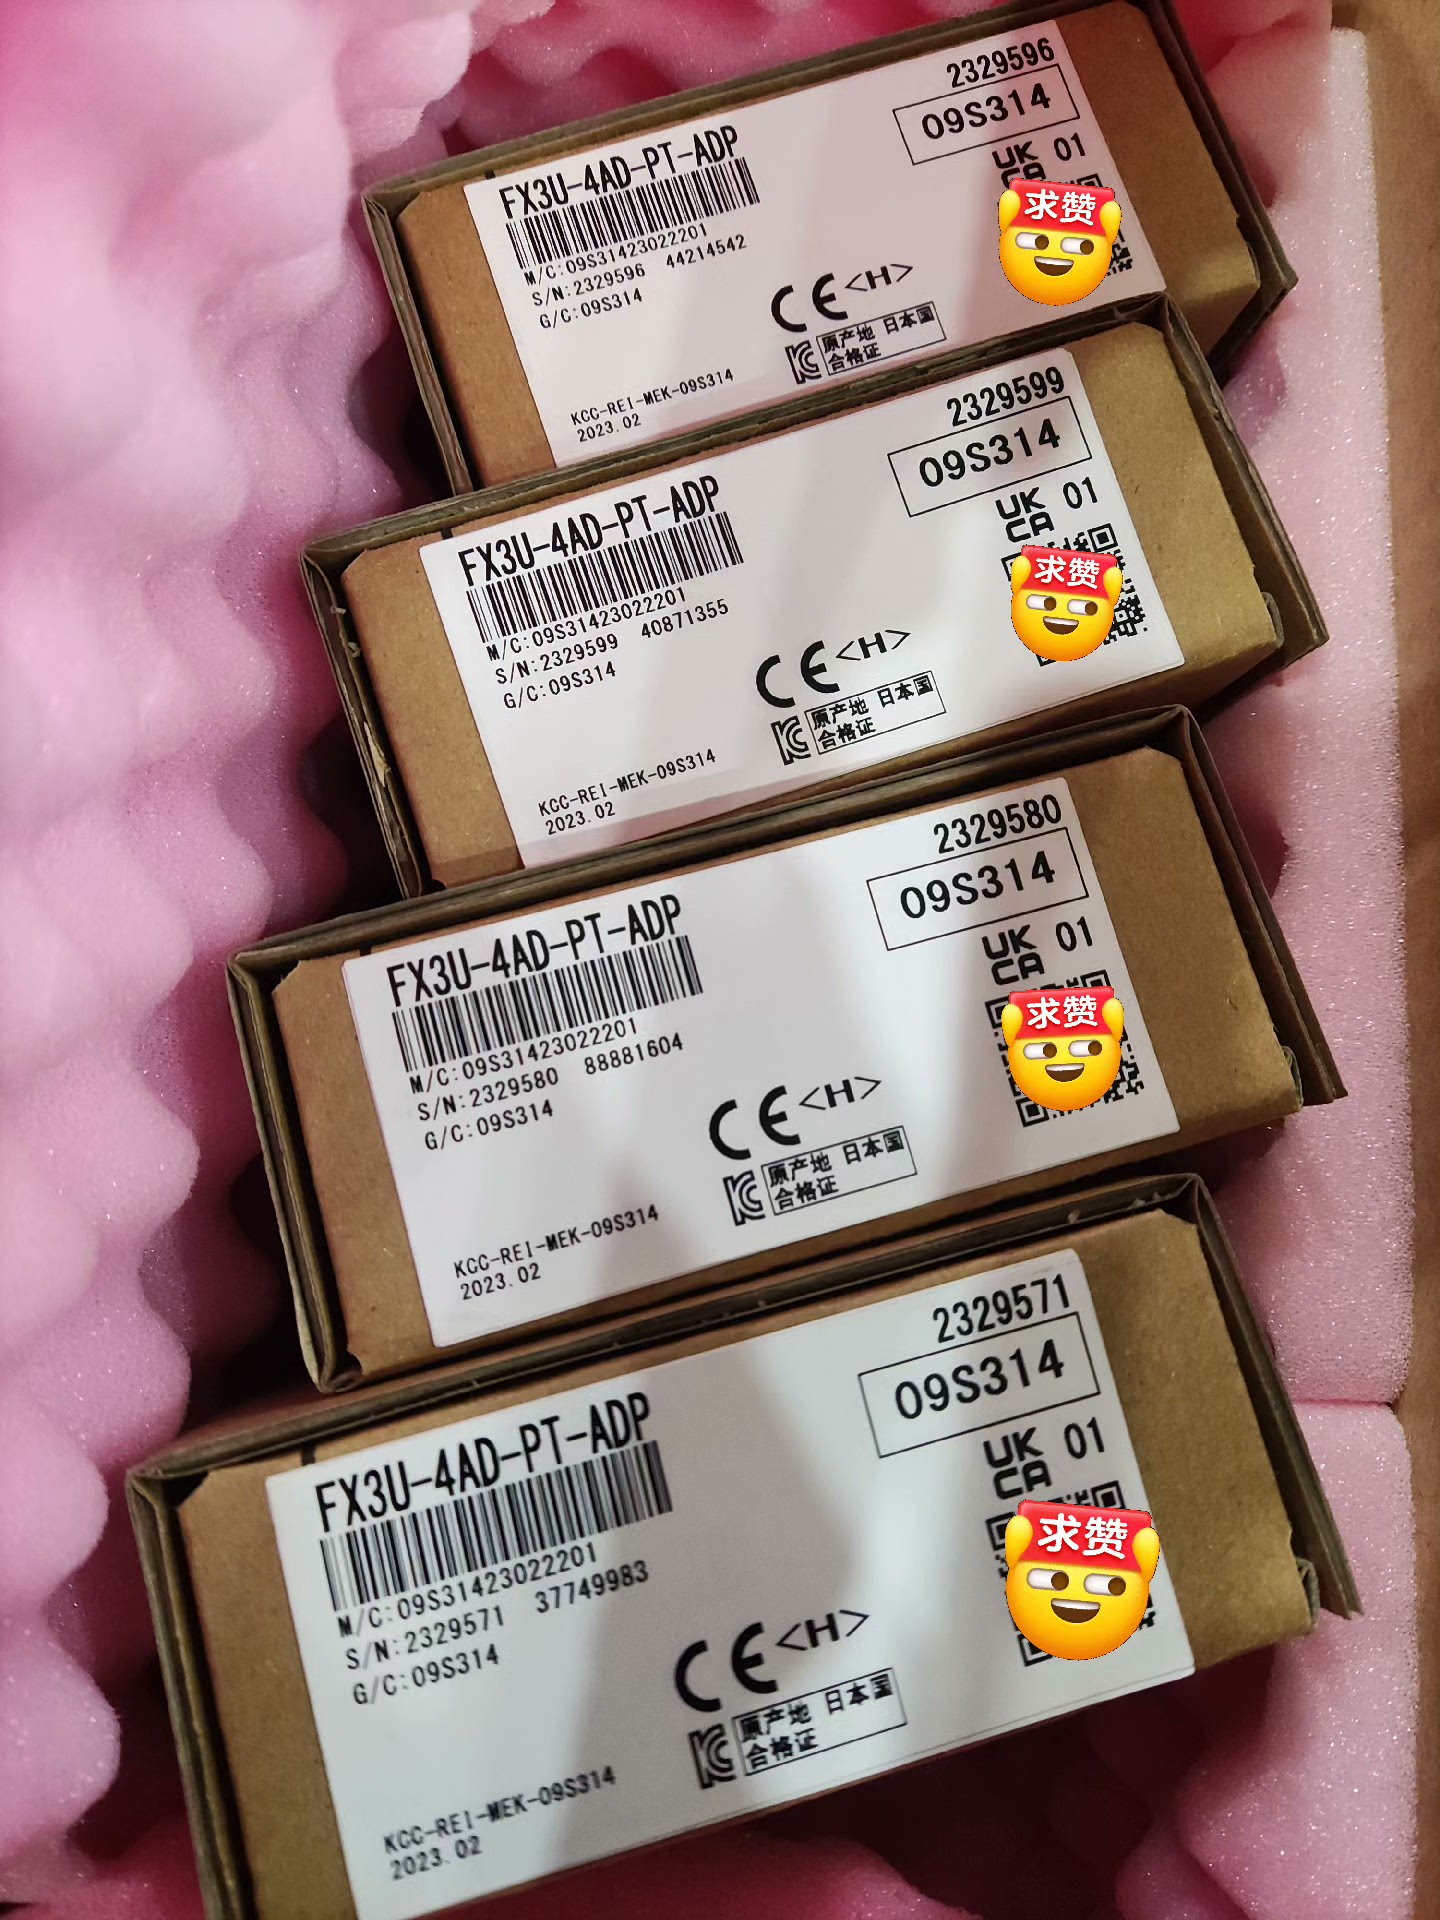 2329596
09S314
FX3U-4AD-PT-ADP
UK CA 01
求赞
M/C:09S31423022201
S/N:2329596 44214542
G/C:09S314
CE <H>
KC 原产地 日本国
合格证
KCC-REI-MEK-09S314
2023.02
2329599
09S314
FX3U-4AD-PT-ADP
UK CA 01
求赞
M/C:09S31423022201
S/N:2329599 40871355
G/C:09S314
CE <H>
KC 原产地 日本国
合格证
KCC-REI-MEK-09S314
2023.02
2329580
09S314
FX3U-4AD-PT-ADP
UK CA 01
求赞
M/C:09S31423022201
S/N:2329580 88881604
G/C:09S314
CE <H>
KC 原产地 日本国
合格证
KCC-REI-MEK-09S314
2023.02
2329571
09S314
FX3U-4AD-PT-ADP
UK CA 01
求赞
M/C:09S31423022201
S/N:2329571 37749983
G/C:09S314
CE <H>
KC 原产地 日本国
合格证
KCC-REI-MEK-09S314
2023.02